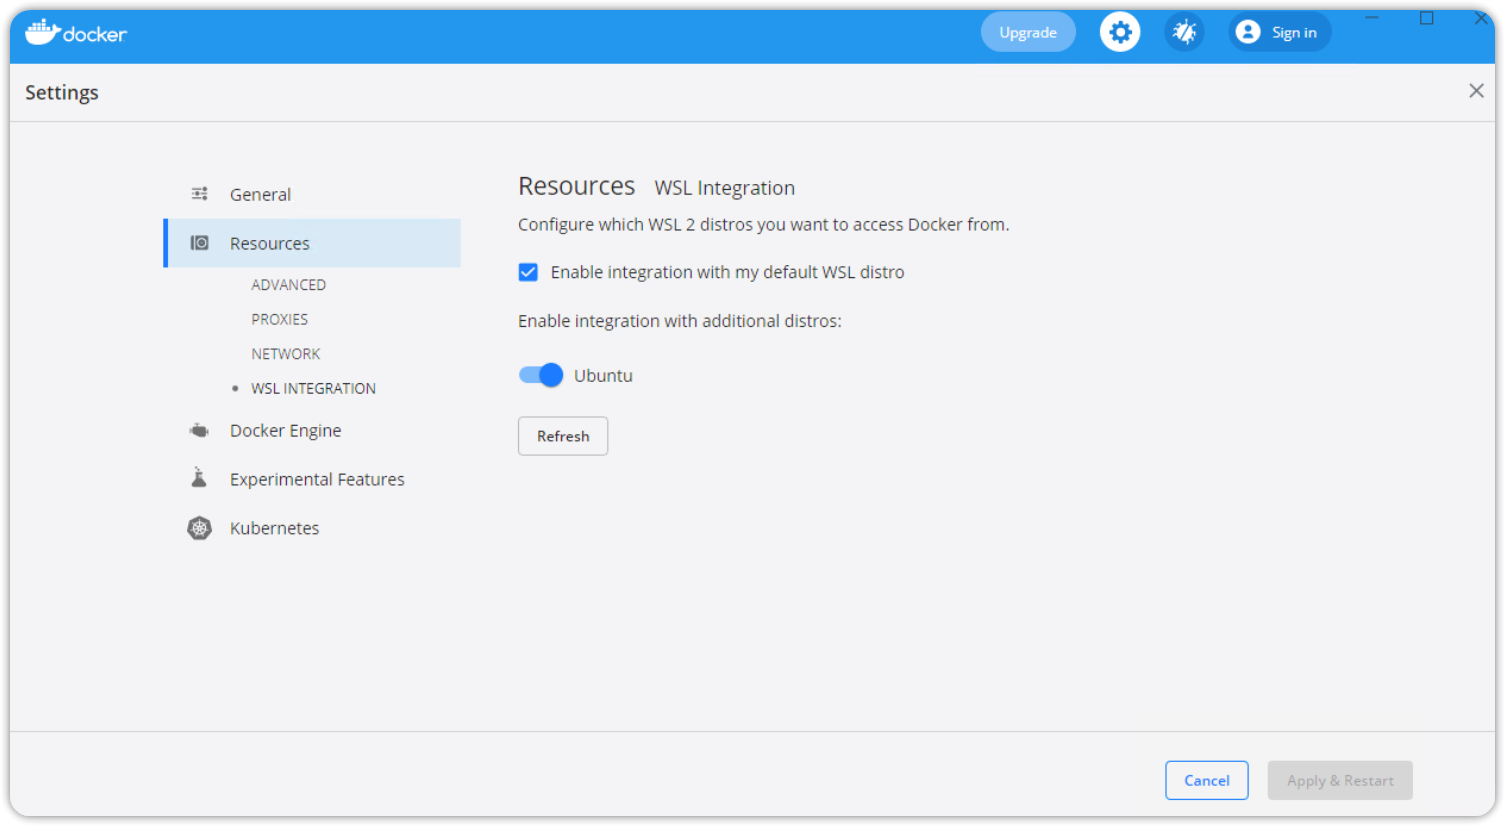 docker
Upgrade
Sign in
Settings
General
Resources
ADVANCED
PROXIES
NETWORK
WSL INTEGRATION
Docker Engine
Experimental Features
Kubernetes
Resources WSL Integration
Configure which WSL 2 distros you want to access Docker from.
Enable integration with my default WSL distro
Enable integration with additional distros:
Ubuntu
Refresh
Cancel
Apply & Restart